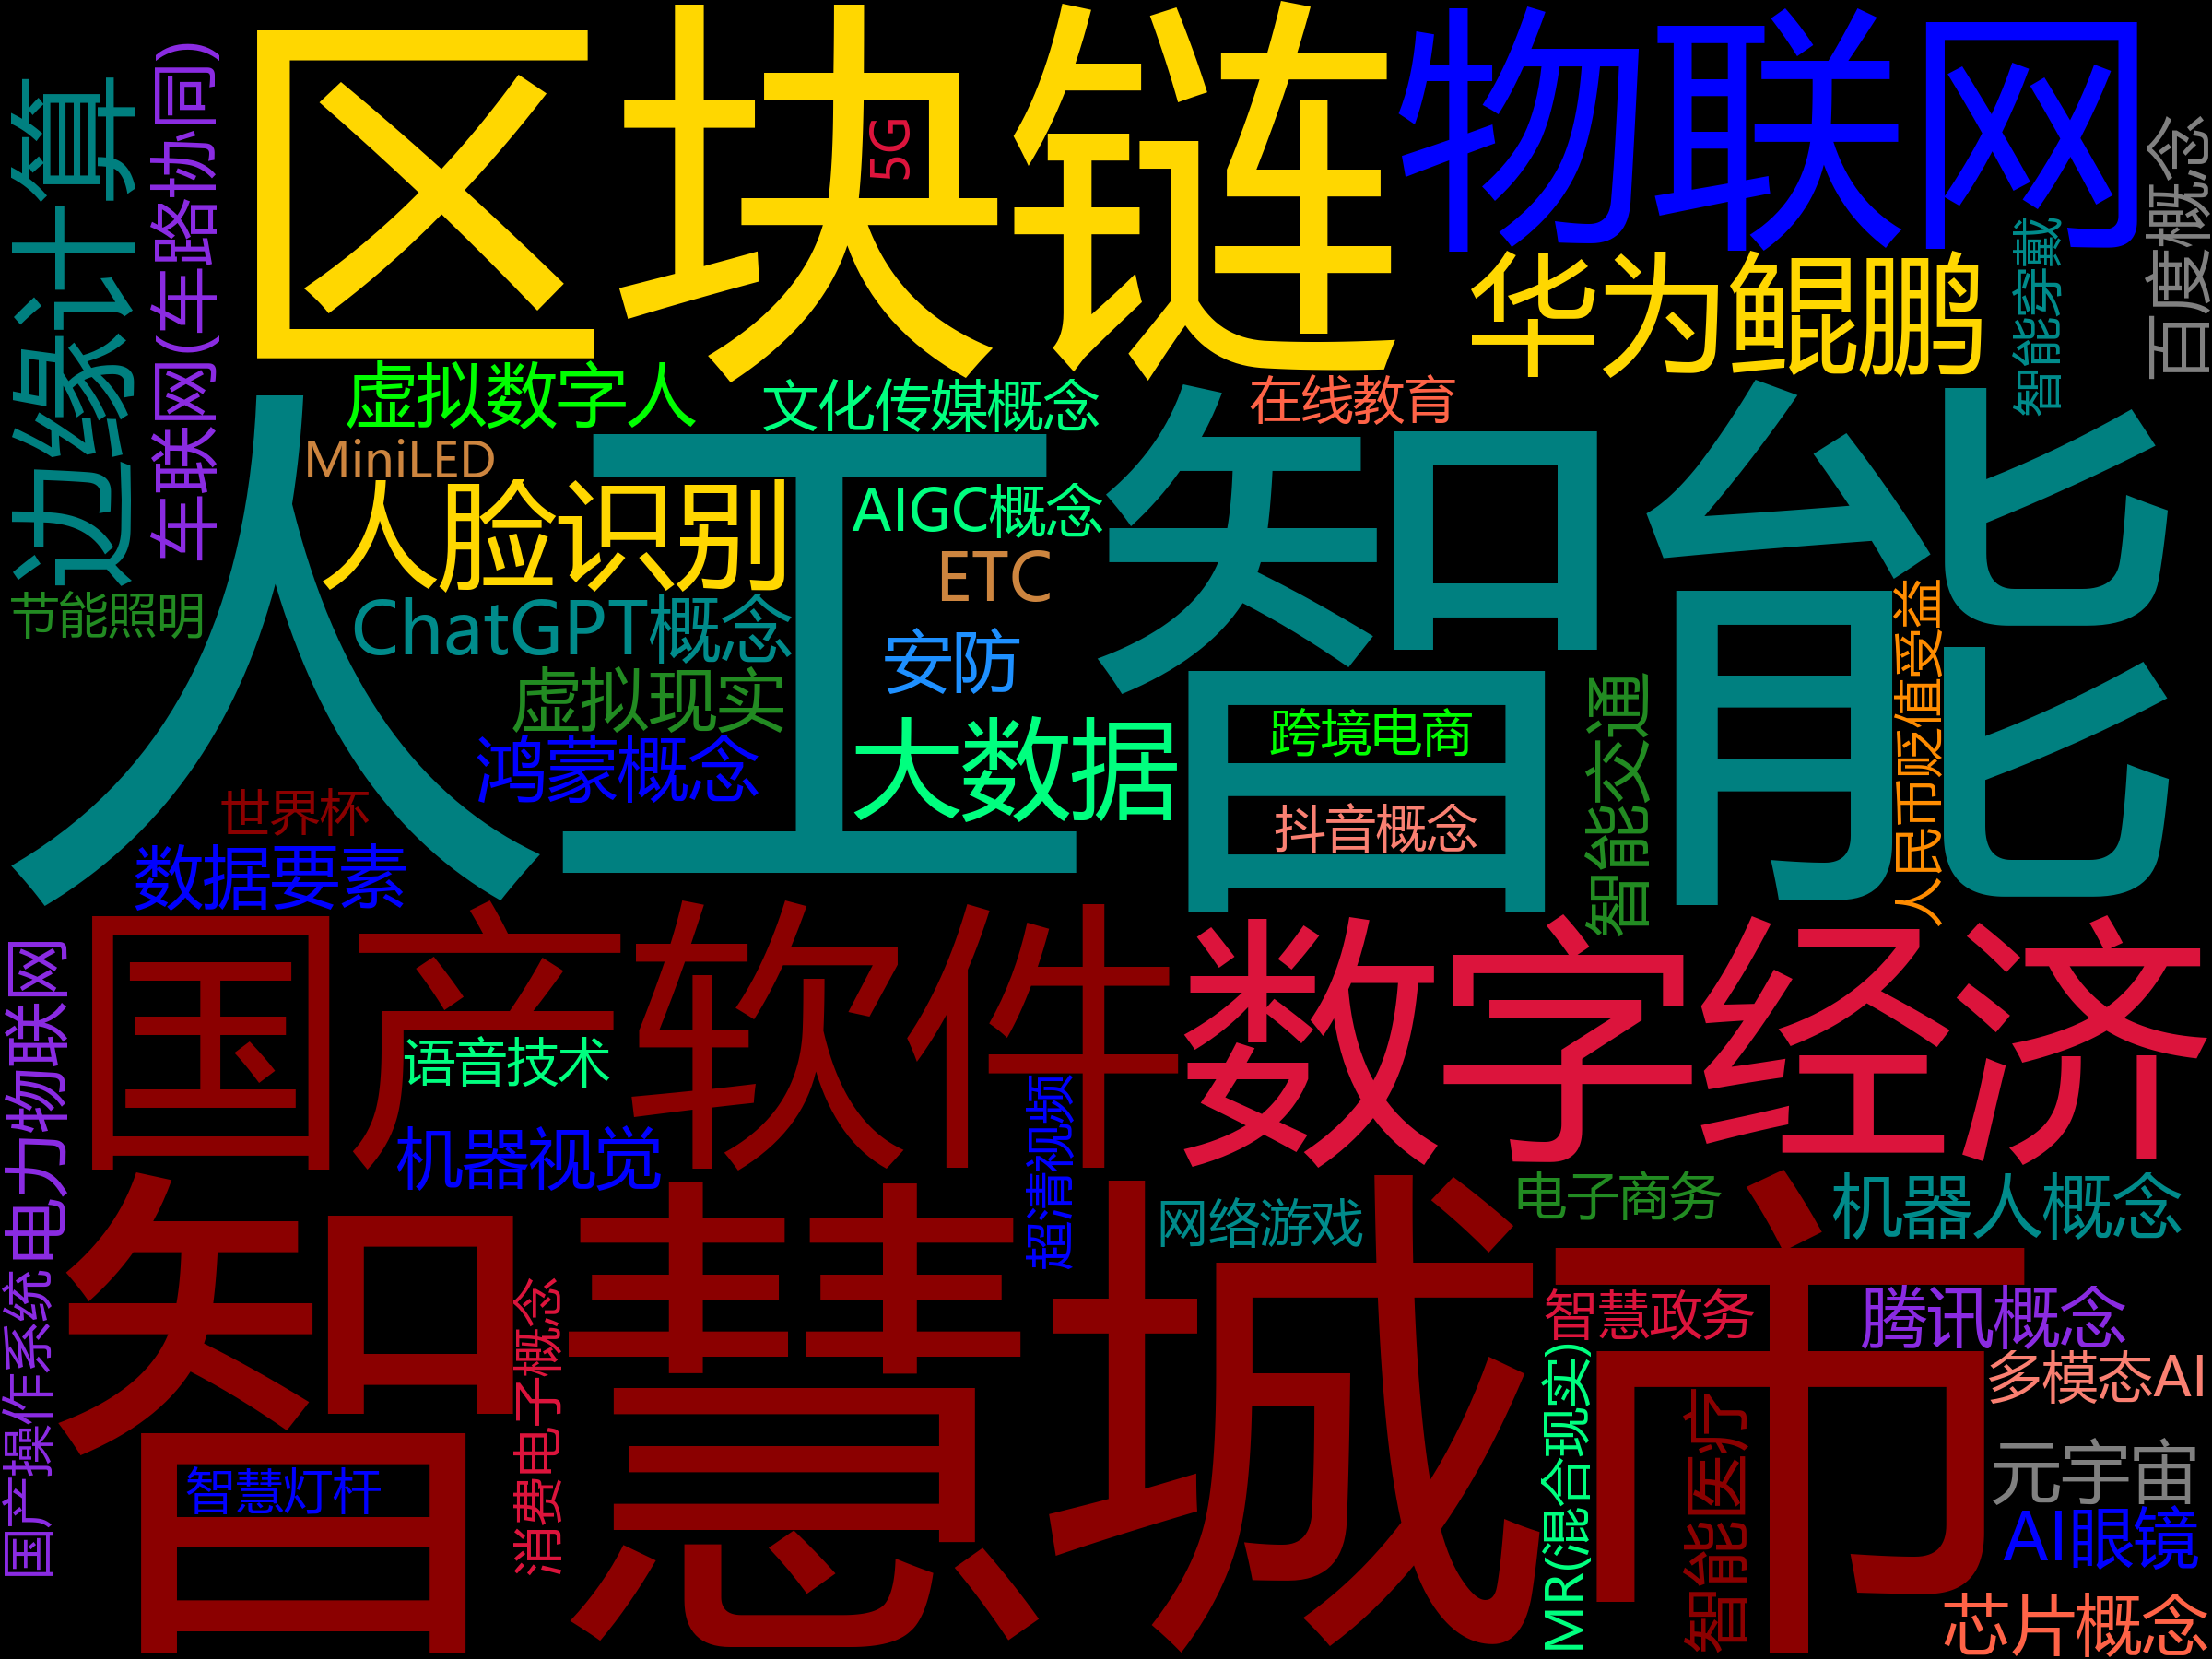 区块链
物联网
边缘计算
车联网(车路协同)
5G
华为鲲鹏
智能穿戴
百度概念
虚拟数字人
文化传媒概念
在线教育
人工智能
MiniLED
人脸识别
AIGC概念
ETC
节能照明
ChatGPT概念
安防
虚拟现实
鸿蒙概念
大数据
跨境电商
抖音概念
智能交通
人民币贬值受益
世界杯
数据要素
国产软件
数字经济
语音技术
机器视觉
超清视频
电力物联网
国产操作系统
智慧城市
网络游戏
电子商务
机器人概念
智慧政务
腾讯概念
多模态AI
消费电子概念
MR(混合现实)
智能医疗
智慧灯杆
元宇宙
AI眼镜
芯片概念